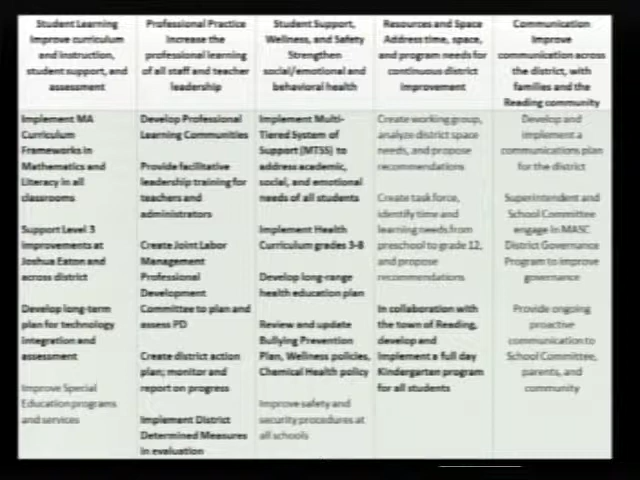 Student Learning
Improve curriculum
and instruction,
student support, and
assessment
Professional Practice
Increase the
professional learning
of all staff and teacher
leadership
Student Support,
Wellness, and Safety
Strengthen
social/emotional and
behavioral health
Resources and Space
Address time, space,
and program needs for
continuous district
improvement
Communication
Improve
communication across
the district, with
families and the
Reading community
Implement MA
Curriculum
Frameworks in
Mathematics and
Literacy in all
classrooms
Support Level 3
improvements at
Joshua Eaton and
across district
Develop long-term
plan for technology
integration and
assessment
Improve Special
Education programs
and services
Develop Professional
Learning Communities
Provide facilitative
leadership training for
teachers and
administrators
Create Joint Labor
Management
Professional
Development
Committee to plan and
assess PD
Create district action
plan; monitor and
report on progress
Implement District
Determined Measures
in evaluation
Implement Multi-
Tiered System of
Support (MTSS) to
address academic,
social, and emotional
needs of all students
Implement Health
Curriculum grades 3-8
Develop long-range
health education plan
Review and update
Bullying Prevention
Plan, Wellness policies,
Chemical Health policy
Improve safety and
security procedures at
all schools
Create working group,
analyze district space
needs, and propose
recommendations
Create task force,
identify time and
learning needs from
preschool to grade 12,
and propose
recommendations
In collaboration with
the town of Reading,
develop and
implement a full day
Kindergarten program
for all students
Develop and
implement a
communications plan
for the district
Superintendent and
School Committee
engage in MASC
District Governance
Program to improve
governance
Provide ongoing
proactive
communication to
School Committee,
parents, and
community